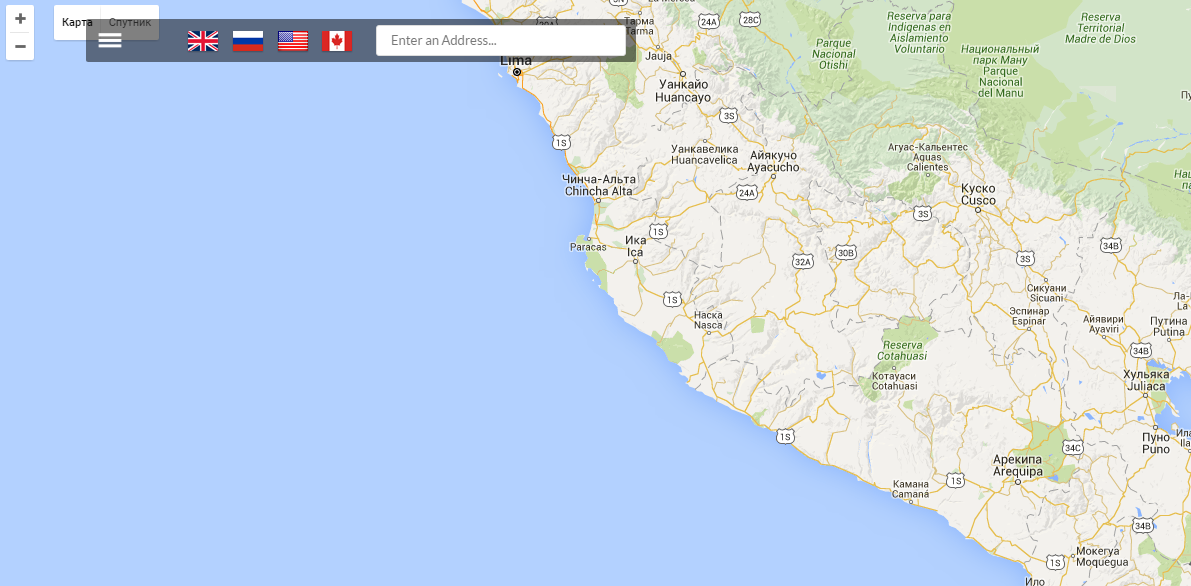 +
−
Карта
Спутник
Enter an Address...
Lima
Тарма
Tarma
Jauja
24A
28C
Reserva para
Indígenas en
Aislamiento
Voluntario
Reserva
Territorial
Madre de Dios
Parque
Nacional
Otishi
Национальный
парк Ману
Parque
Nacional
del Manu
Уанкайо
Huancayo
3S
1S
Уанкавелика
Huancavelica
Айякучо
Ayacucho
Агуас-Кальентес
Aguas
Calientes
Чинча-Альта
Chincha Alta
24A
Куско
Cusco
3S
1S
Paracas
Ика
Ica
32A
30B
3S
34B
1S
Сикуани
Sicuani
Наска
Nasca
Эспинар
Espinar
Айявири
Ayaviri
Путина
Putina
Reserva
Cotahuasi
34B
Котауаси
Cotahuasi
Хульяка
Juliaca
1S
34C
Пуно
Puno
Арекипа
Arequipa
1S
Камана
Camaná
34B
Мокегуа
Moquegua
1S
Ило